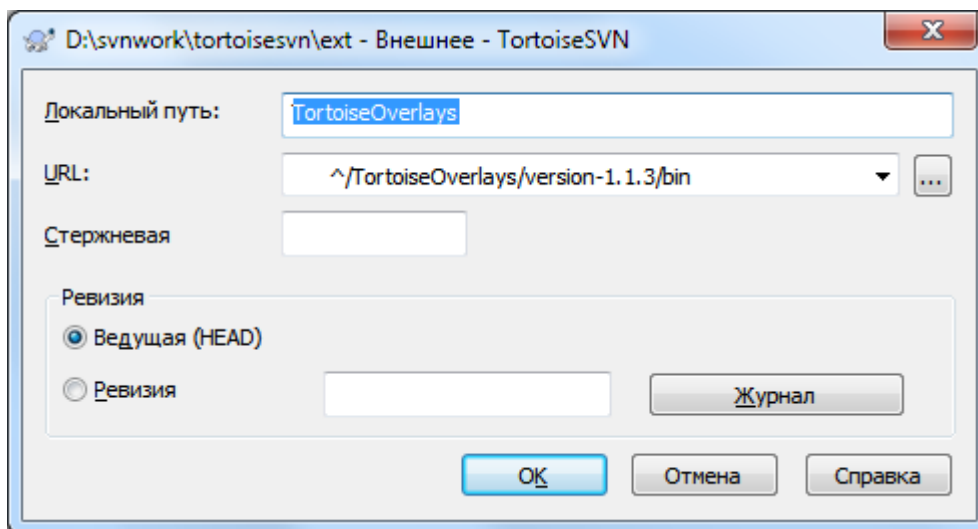 D:\svnwork\tortoisesvn\ext - Внешнее - TortoiseSVN
Локальный путь: TortoiseOverlays
URL: ^/TortoiseOverlays/version-1.1.3/bin ...
Стержневая
Ревизия
Ведущая (HEAD)
Ревизия Журнал
OK Отмена Справка